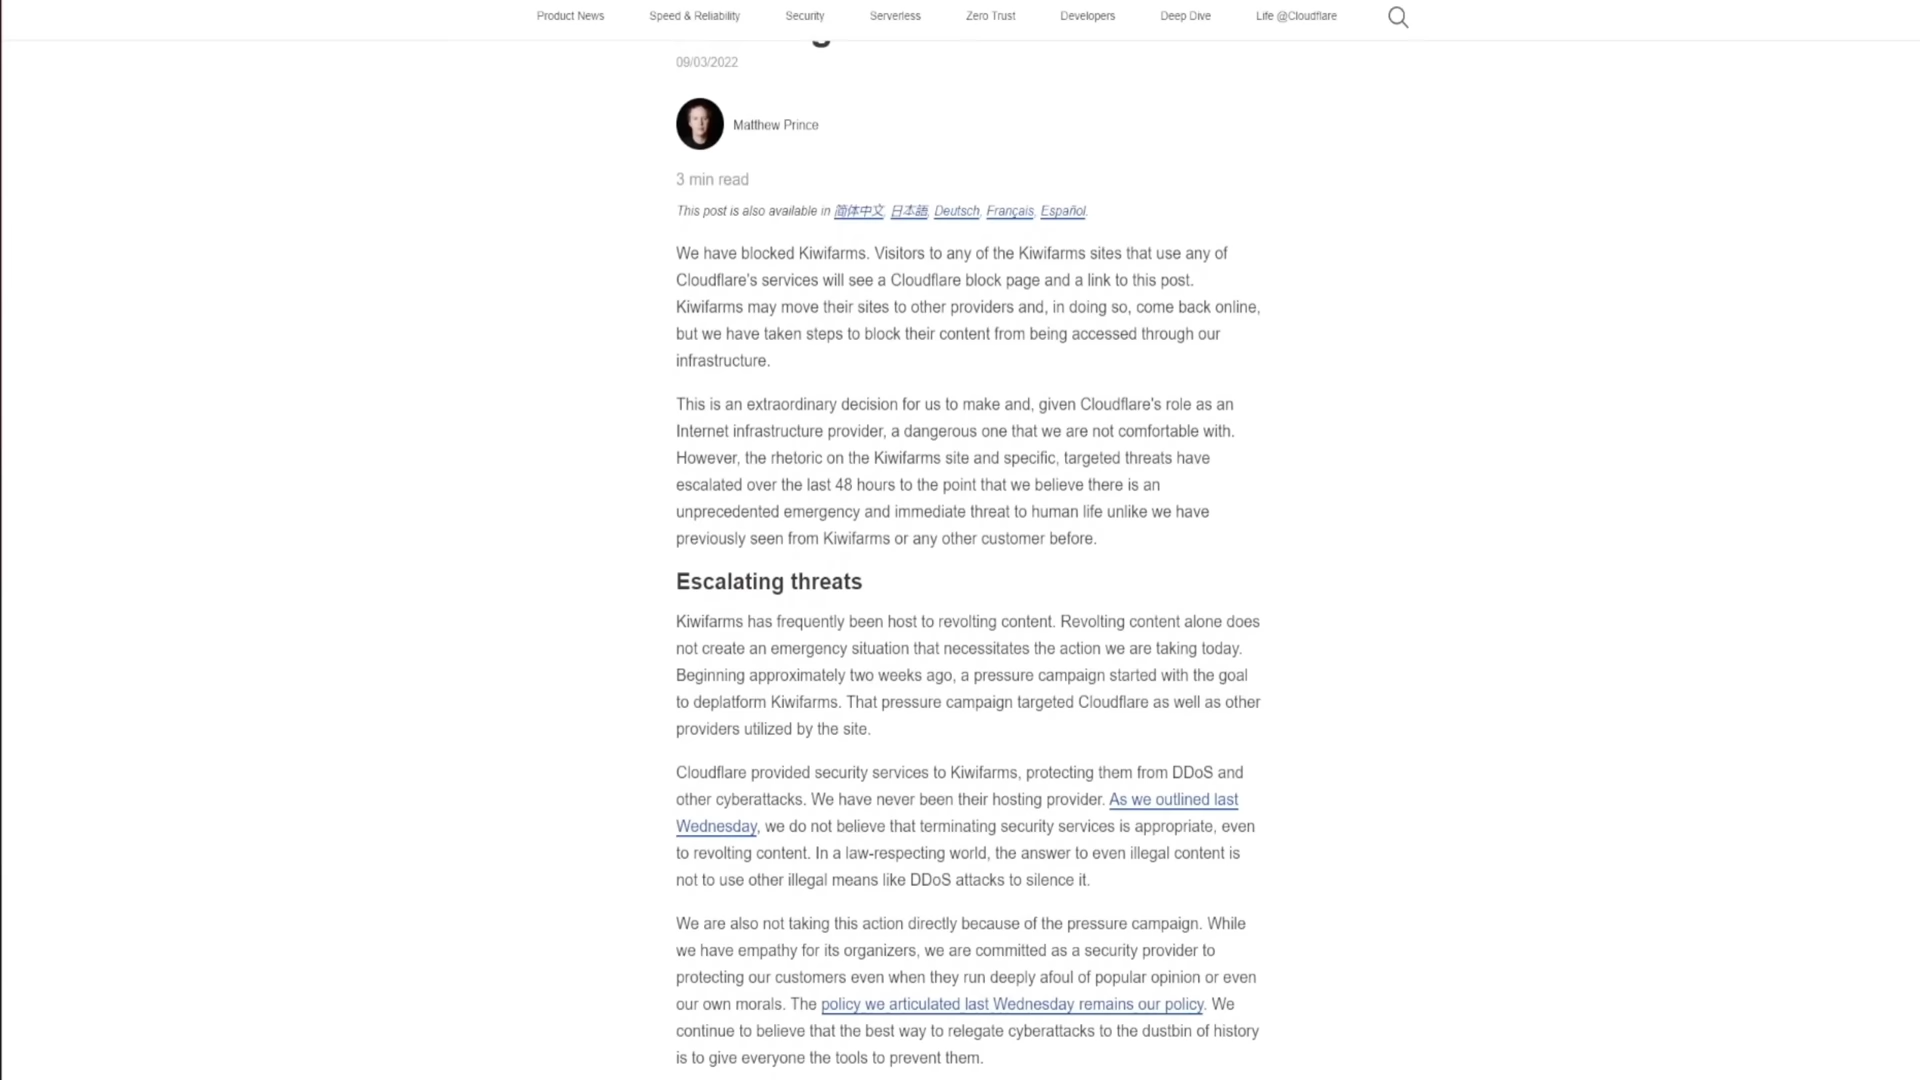 Product News Speed & Reliability Security Serverless Zero Trust Developers Deep Dive Life @Cloudflare
09/03/2022
Matthew Prince
3 min read
This post is also available in 简体中文, 日本語, Deutsch, Français, Español.
We have blocked Kiwifarms. Visitors to any of the Kiwifarms sites that use any of
Cloudflare's services will see a Cloudflare block page and a link to this post.
Kiwifarms may move their sites to other providers and, in doing so, come back online,
but we have taken steps to block their content from being accessed through our
infrastructure.
This is an extraordinary decision for us to make and, given Cloudflare's role as an
Internet infrastructure provider, a dangerous one that we are not comfortable with.
However, the rhetoric on the Kiwifarms site and specific, targeted threats have
escalated over the last 48 hours to the point that we believe there is an
unprecedented emergency and immediate threat to human life unlike we have
previously seen from Kiwifarms or any other customer before.
Escalating threats
Kiwifarms has frequently been host to revolting content. Revolting content alone does
not create an emergency situation that necessitates the action we are taking today.
Beginning approximately two weeks ago, a pressure campaign started with the goal
to deplatform Kiwifarms. That pressure campaign targeted Cloudflare as well as other
providers utilized by the site.
Cloudflare provided security services to Kiwifarms, protecting them from DDoS and
other cyberattacks. We have never been their hosting provider. As we outlined last
Wednesday, we do not believe that terminating security services is appropriate, even
to revolting content. In a law-respecting world, the answer to even illegal content is
not to use other illegal means like DDoS attacks to silence it.
We are also not taking this action directly because of the pressure campaign. While
we have empathy for its organizers, we are committed as a security provider to
protecting our customers even when they run deeply afoul of popular opinion or even
our own morals. The policy we articulated last Wednesday remains our policy. We
continue to believe that the best way to relegate cyberattacks to the dustbin of history
is to give everyone the tools to prevent them.